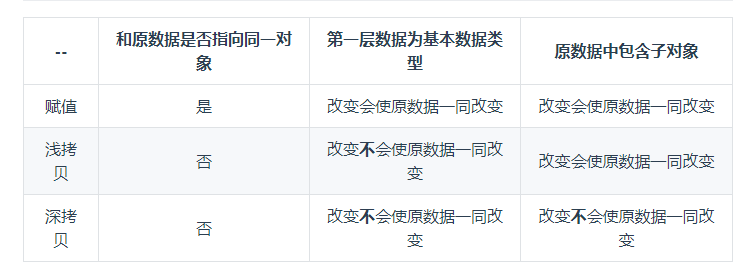 --
和原数据是否指向同一对
象
第一层数据为基本数据类
型
原数据中包含子对象
赋值
是
改变会使原数据一同改变
改变会使原数据一同改变
浅拷
贝
否
改变不会使原数据一同改
变
改变会使原数据一同改变
深拷
贝
否
改变不会使原数据一同改
变
改变不会使原数据一同改
变